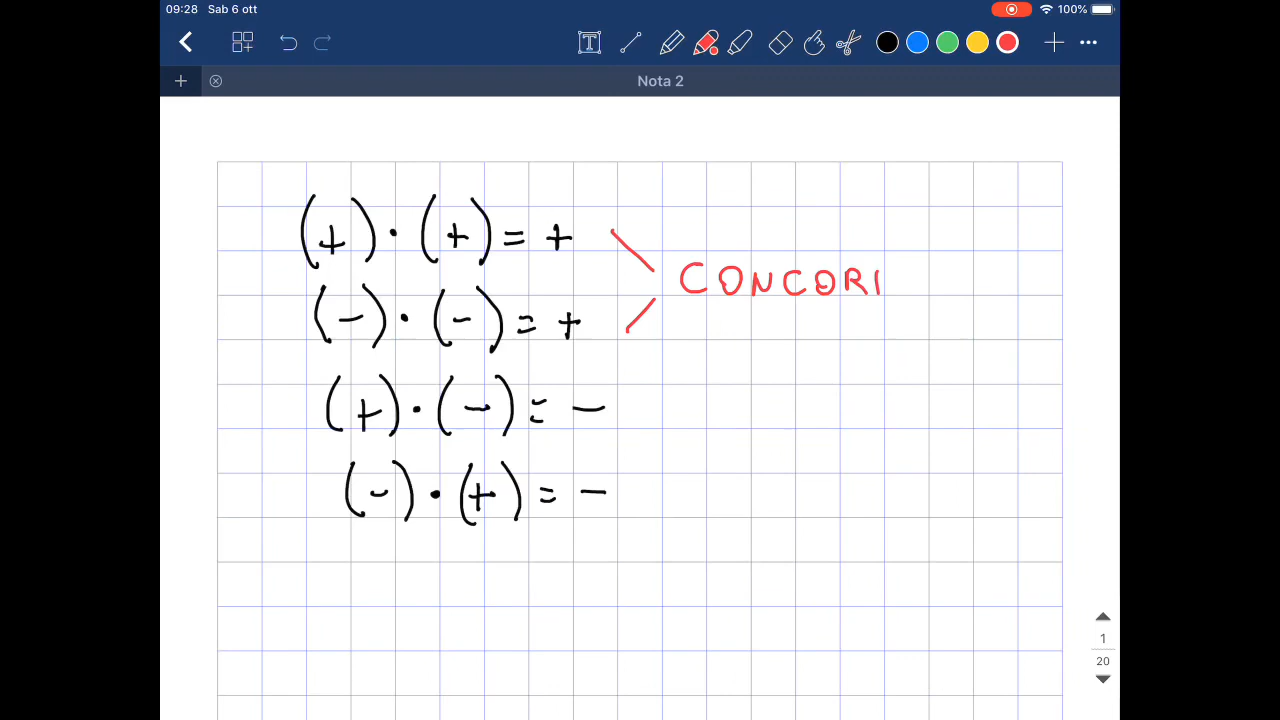 09:28 Sab 6 ott 100%
Nota 2
(+) · (+) = +
CONCORI
(-) · (-) = +
(+) · (-) = -
(-) · (+) = -
1
20